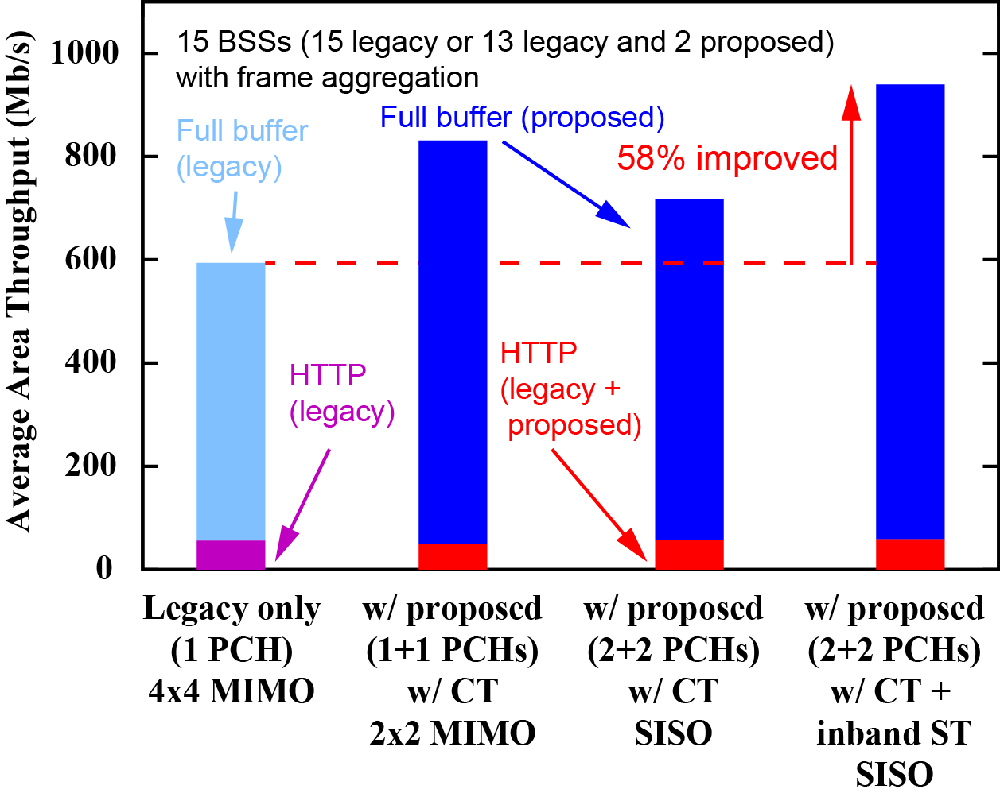 Average Area Throughput (Mb/s)
1000
800
600
400
200
0
15 BSSs (15 legacy or 13 legacy and 2 proposed)
with frame aggregation
Full buffer
(legacy)
Full buffer (proposed)
58% improved
HTTP
(legacy)
HTTP
(legacy +
proposed)
Legacy only
(1 PCH)
4x4 MIMO
w/ proposed
(1+1 PCHs)
w/ CT
2x2 MIMO
w/ proposed
(2+2 PCHs)
w/ CT
SISO
w/ proposed
(2+2 PCHs)
w/ CT +
inband ST
SISO